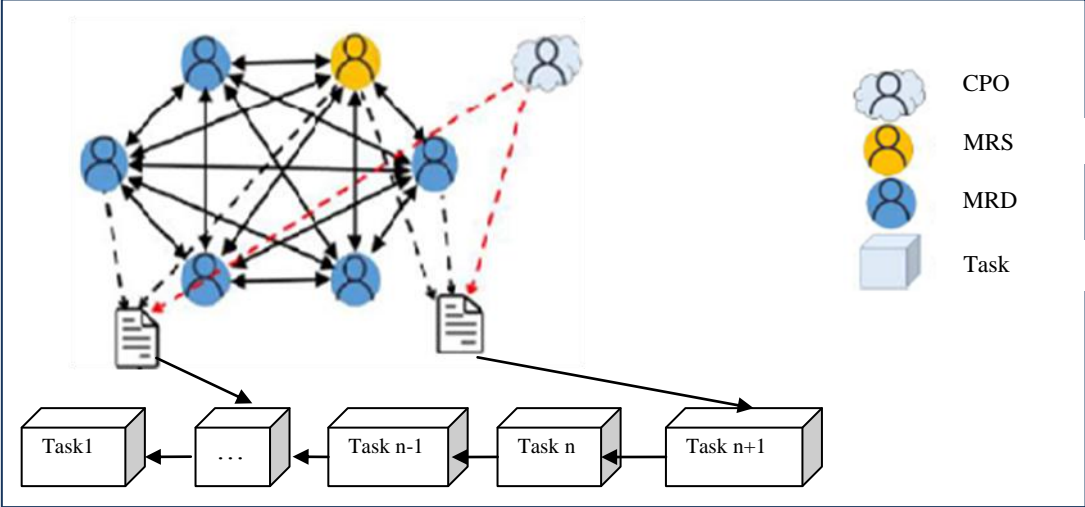 CPO
MRS
MRD
Task
Task1
...
Task n-1
Task n
Task n+1